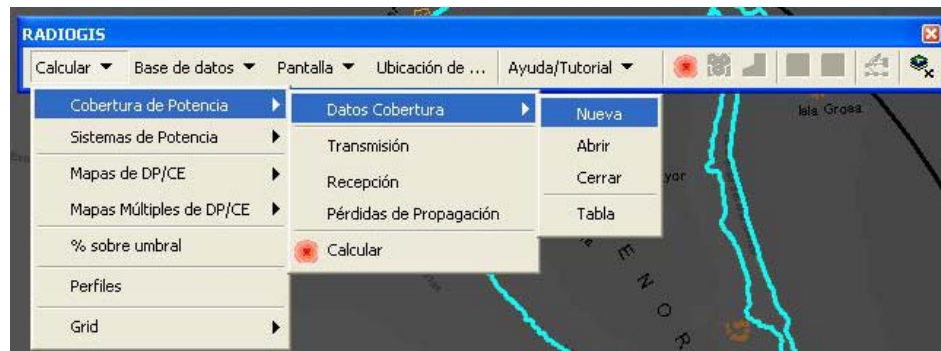 RADIOGIS
Calcular Base de datos Pantalla Ubicación de ... Ayuda/Tutorial
Cobertura de Potencia
Sistemas de Potencia
Mapas de DP/CE
Mapas Múltiples de DP/CE
% sobre umbral
Perfiles
Grid
Datos Cobertura
Transmisión
Recepción
Pérdidas de Propagación
Calcular
Nueva
Abrir
Cerrar
Tabla
Isla Grosa
yor
E N O R